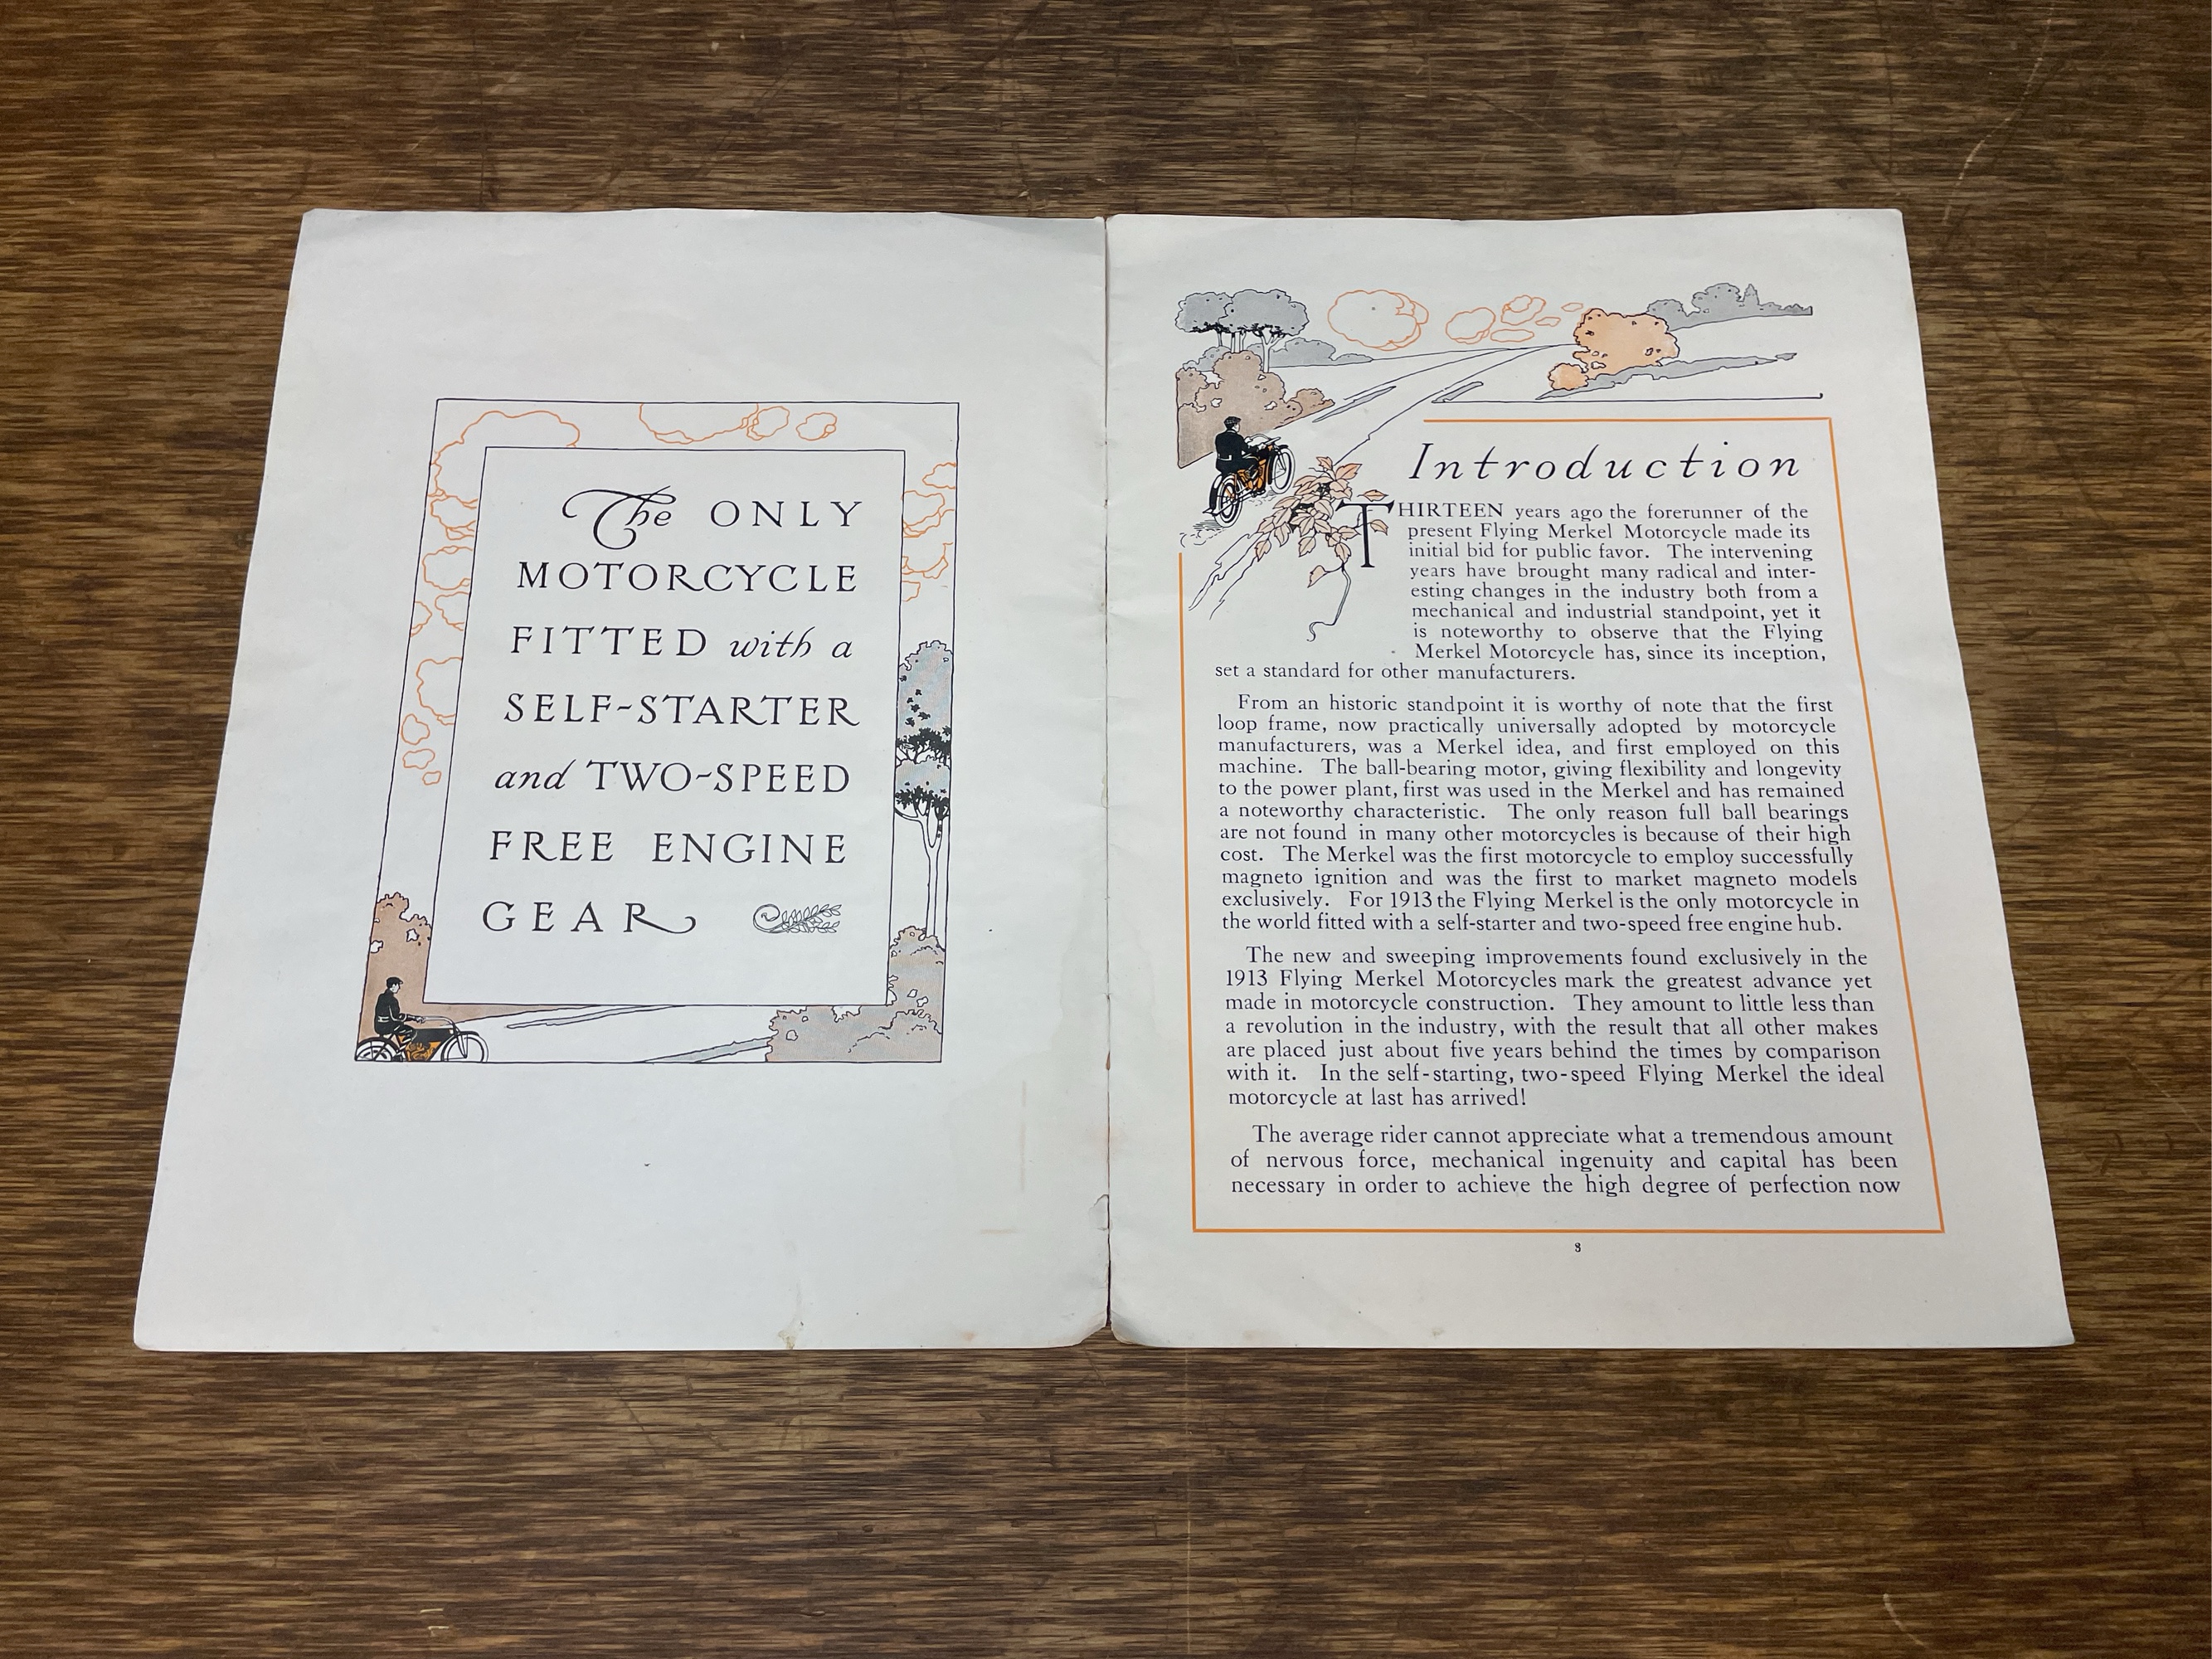 The ONLY
MOTORCYCLE
FITTED with a
SELF-STARTER
and TWO-SPEED
FREE ENGINE
GEAR
Introduction
THIRTEEN years ago the forerunner of the
present Flying Merkel Motorcycle made its
initial bid for public favor. The intervening
years have brought many radical and inter-
esting changes in the industry both from a
mechanical and industrial standpoint, yet it
is noteworthy to observe that the Flying
Merkel Motorcycle has, since its inception,
set a standard for other manufacturers.
From an historic standpoint it is worthy of note that the first
loop frame, now practically universally adopted by motorcycle
manufacturers, was a Merkel idea, and first employed on this
machine. The ball-bearing motor, giving flexibility and longevity
to the power plant, first was used in the Merkel and has remained
a noteworthy characteristic. The only reason full ball bearings
are not found in many other motorcycles is because of their high
cost. The Merkel was the first motorcycle to employ successfully
magneto ignition and was the first to market magneto models
exclusively. For 1913 the Flying Merkel is the only motorcycle in
the world fitted with a self-starter and two-speed free engine hub.
The new and sweeping improvements found exclusively in the
1913 Flying Merkel Motorcycles mark the greatest advance yet
made in motorcycle construction. They amount to little less than
a revolution in the industry, with the result that all other makes
are placed just about five years behind the times by comparison
with it. In the self-starting, two-speed Flying Merkel the ideal
motorcycle at last has arrived!
The average rider cannot appreciate what a tremendous amount
of nervous force, mechanical ingenuity and capital has been
necessary in order to achieve the high degree of perfection now
3